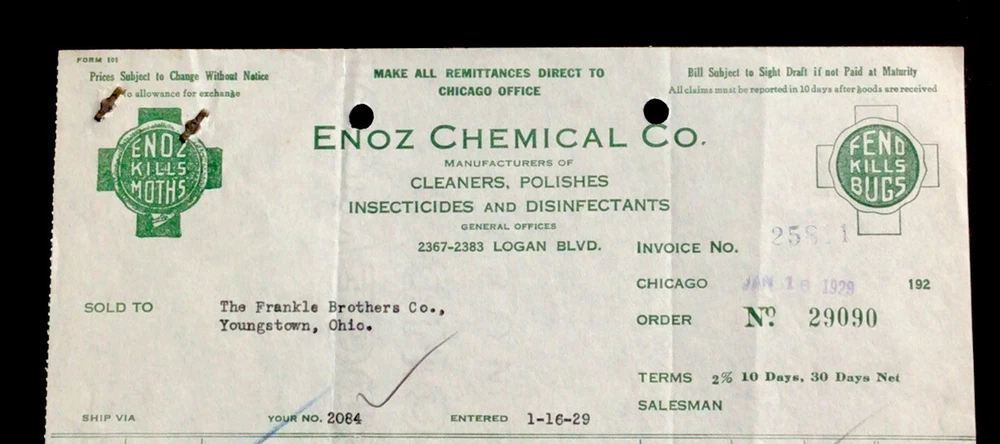 FORM 101
Prices Subject to Change Without Notice
No allowance for exchange
MAKE ALL REMITTANCES DIRECT TO
CHICAGO OFFICE
Bill Subject to Sight Draft if not Paid at Maturity
All claims must be reported in 10 days after goods are received
ENOZ
KILLS
MOTHS
ENOZ CHEMICAL CO.
MANUFACTURERS OF
CLEANERS, POLISHES
INSECTICIDES AND DISINFECTANTS
GENERAL OFFICES
2367-2383 LOGAN BLVD.
FEND
KILLS
BUGS
INVOICE NO.
CHICAGO JAN 16 1929 192
SOLD TO The Frankle Brothers Co.,
Youngstown, Ohio.
ORDER No 29090
TERMS 2% 10 Days, 30 Days Net
SALESMAN
SHIP VIA YOUR NO. 2084 ENTERED 1-16-29